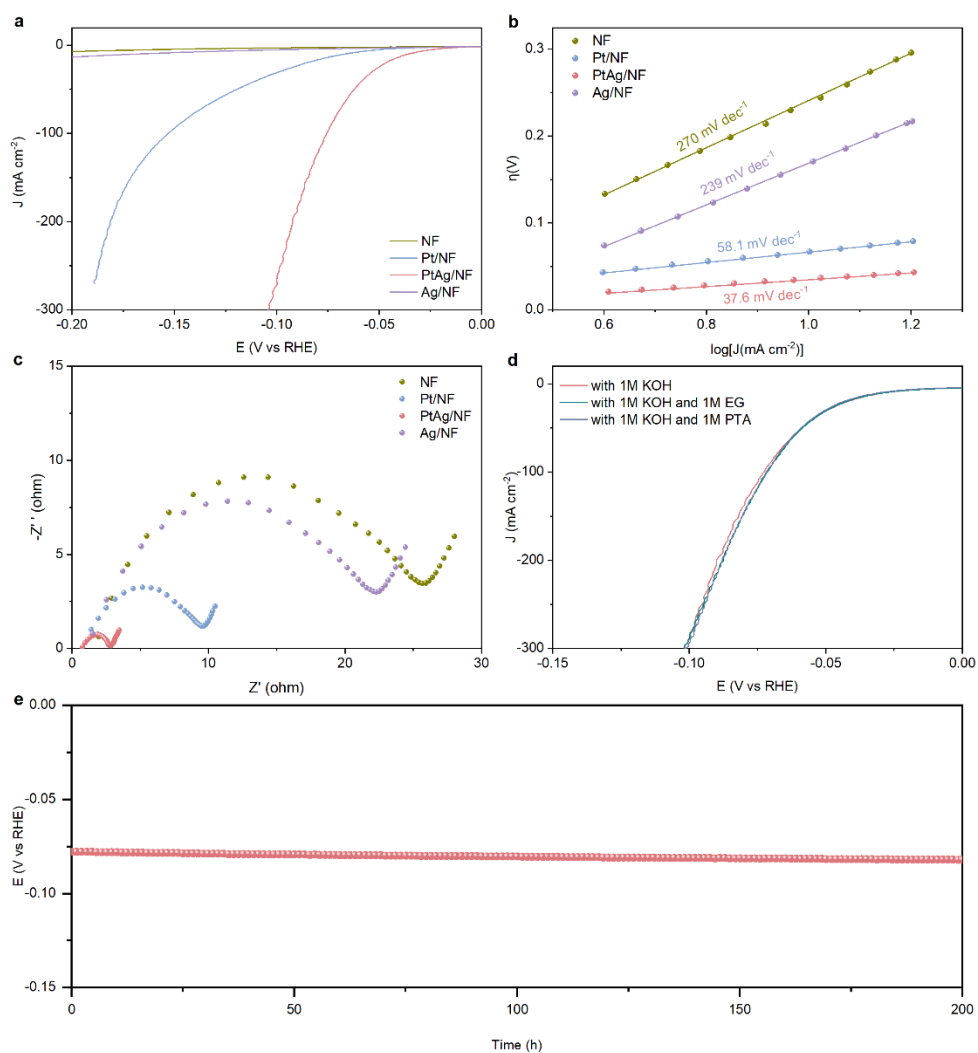 a
0
-100
-200
-300
J (mA cm⁻²)
-0.20
-0.15
-0.10
-0.05
0.00
E (V vs RHE)
NF
Pt/NF
PtAg/NF
Ag/NF
b
NF
Pt/NF
PtAg/NF
Ag/NF
0.3
0.2
0.1
0.0
η(V)
270 mV dec⁻¹
239 mV dec⁻¹
58.1 mV dec⁻¹
37.6 mV dec⁻¹
0.6
0.8
1.0
1.2
log[J(mA cm⁻²)]
c
15
10
5
0
-Z'' (ohm)
NF
Pt/NF
PtAg/NF
Ag/NF
0
10
20
30
Z' (ohm)
d
with 1M KOH
with 1M KOH and 1M EG
with 1M KOH and 1M PTA
0
-100
-200
-300
J (mA cm⁻²)
-0.15
-0.10
-0.05
0.00
E (V vs RHE)
e
0.00
-0.05
-0.10
-0.15
E (V vs RHE)
0
50
100
150
200
Time (h)